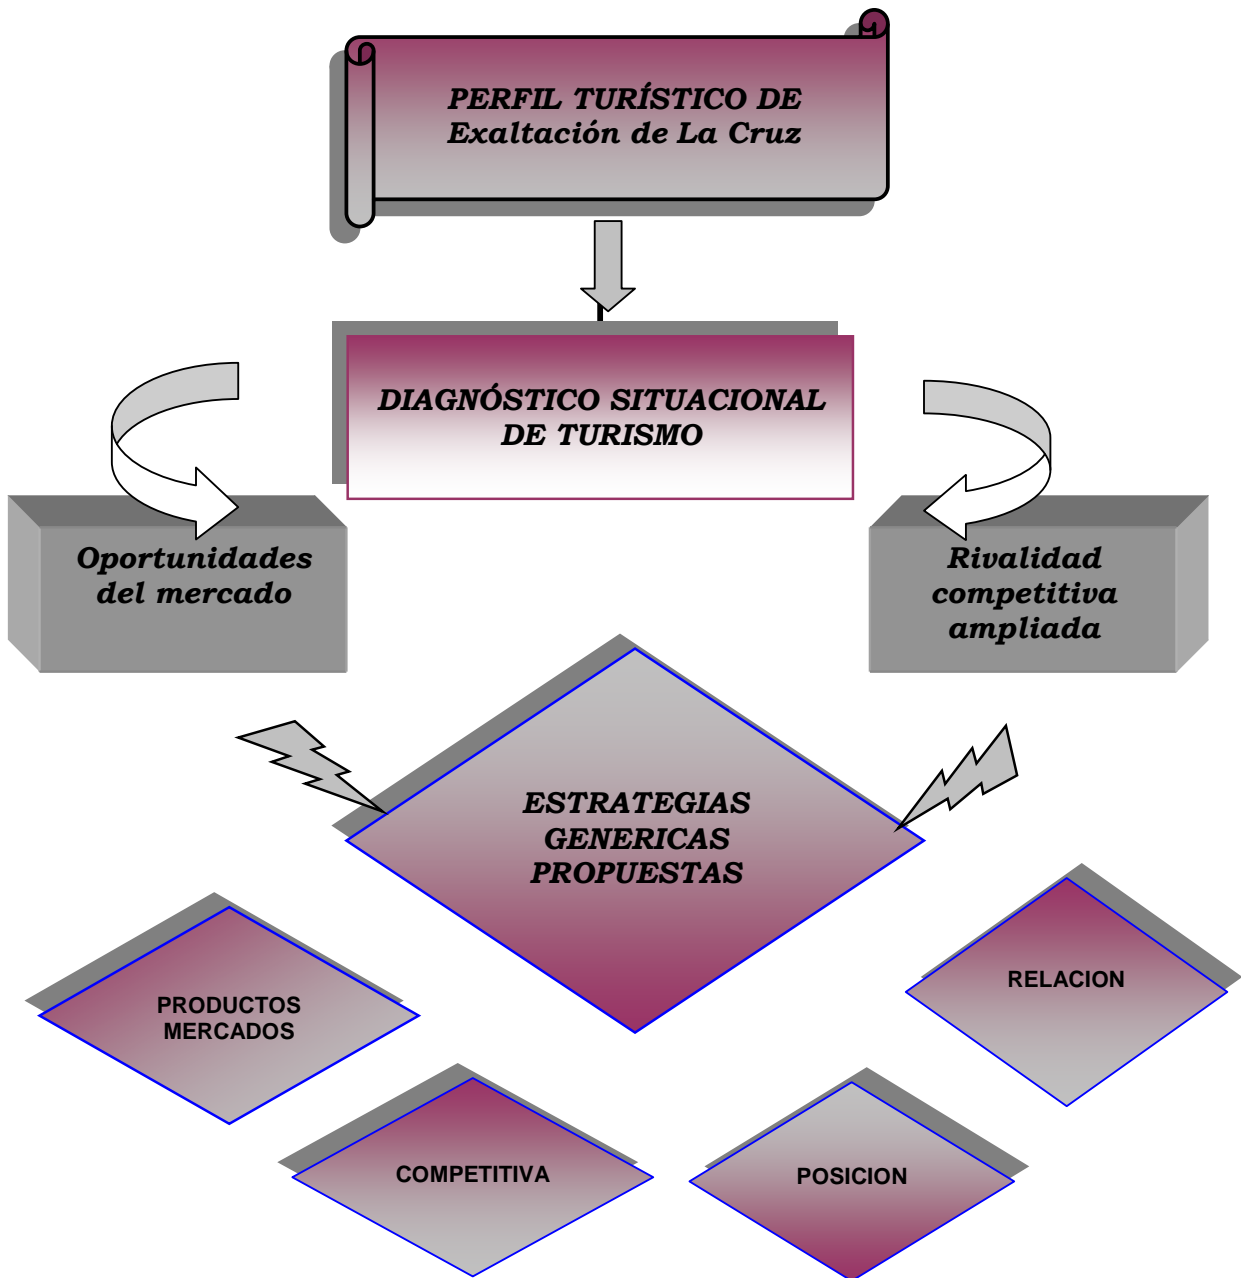 PERFIL TURÍSTICO DE
Exaltación de La Cruz
DIAGNÓSTICO SITUACIONAL
DE TURISMO
Oportunidades
del mercado
Rivalidad
competitiva
ampliada
ESTRATEGIAS
GENERICAS
PROPUESTAS
PRODUCTOS
MERCADOS
COMPETITIVA
POSICION
RELACION